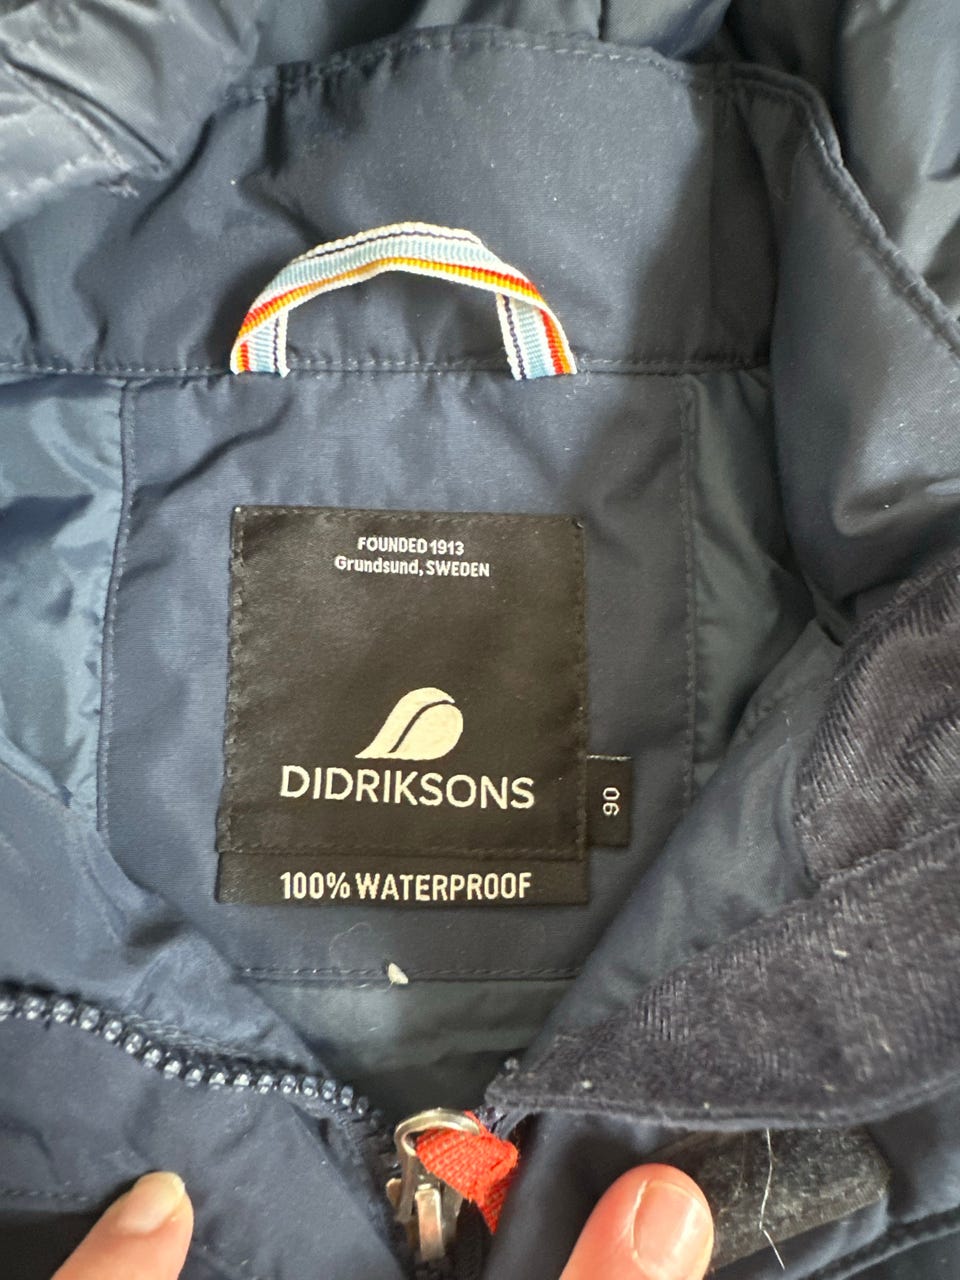 FOUNDED 1913
Grundsund, SWEDEN
DIDRIKSONS
90
100% WATERPROOF